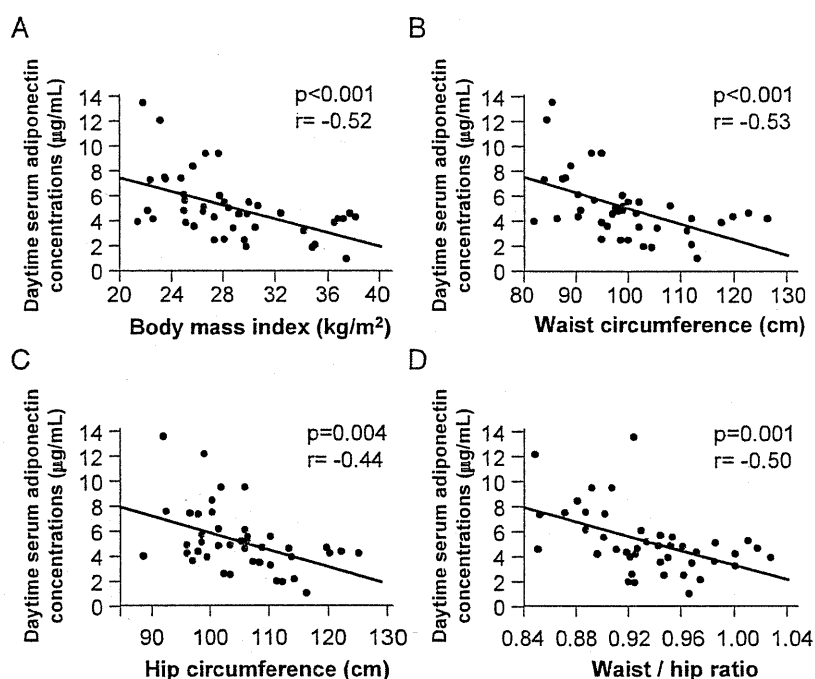 A
Daytime serum adiponectin
concentrations (μg/mL)
14
12
10
8
6
4
2
0
p<0.001
r= -0.52
20 24 28 32 36 40
Body mass index (kg/m²)
B
Daytime serum adiponectin
concentrations (μg/mL)
14
12
10
8
6
4
2
0
p<0.001
r= -0.53
80 90 100 110 120 130
Waist circumference (cm)
C
Daytime serum adiponectin
concentrations (μg/mL)
14
12
10
8
6
4
2
0
p=0.004
r= -0.44
90 100 110 120 130
Hip circumference (cm)
D
Daytime serum adiponectin
concentrations (μg/mL)
14
12
10
8
6
4
2
0
p=0.001
r= -0.50
0.84 0.88 0.92 0.96 1.00 1.04
Waist / hip ratio